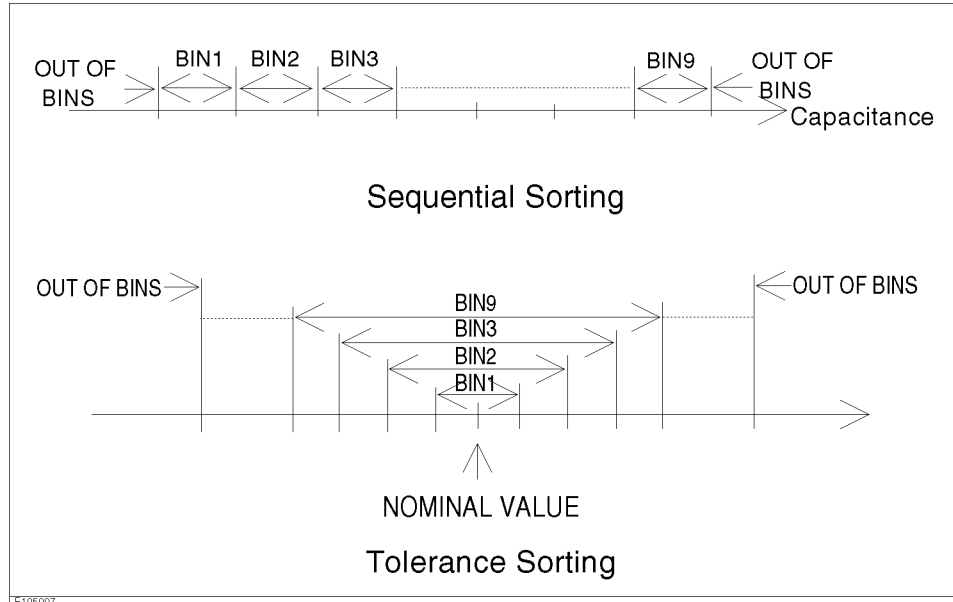 BIN1 BIN2 BIN3 BIN9
OUT OF BINS
OUT OF BINS
Capacitance
Sequential Sorting
OUT OF BINS
OUT OF BINS
BIN9
BIN3
BIN2
BIN1
NOMINAL VALUE
Tolerance Sorting